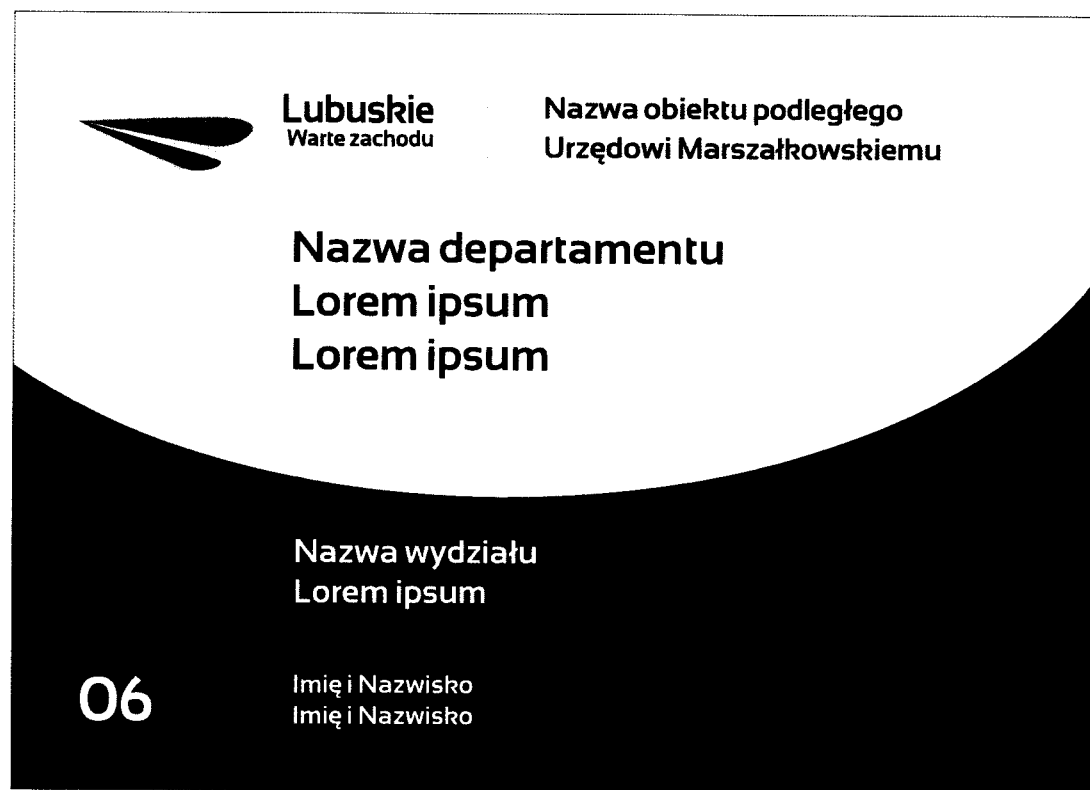 Lubuskie
Warte zachodu
Nazwa obiektu podległego
Urzędowi Marszałkowskiemu
Nazwa departamentu
Lorem ipsum
Lorem ipsum
Nazwa wydziału
Lorem ipsum
06
Imię i Nazwisko
Imię i Nazwisko